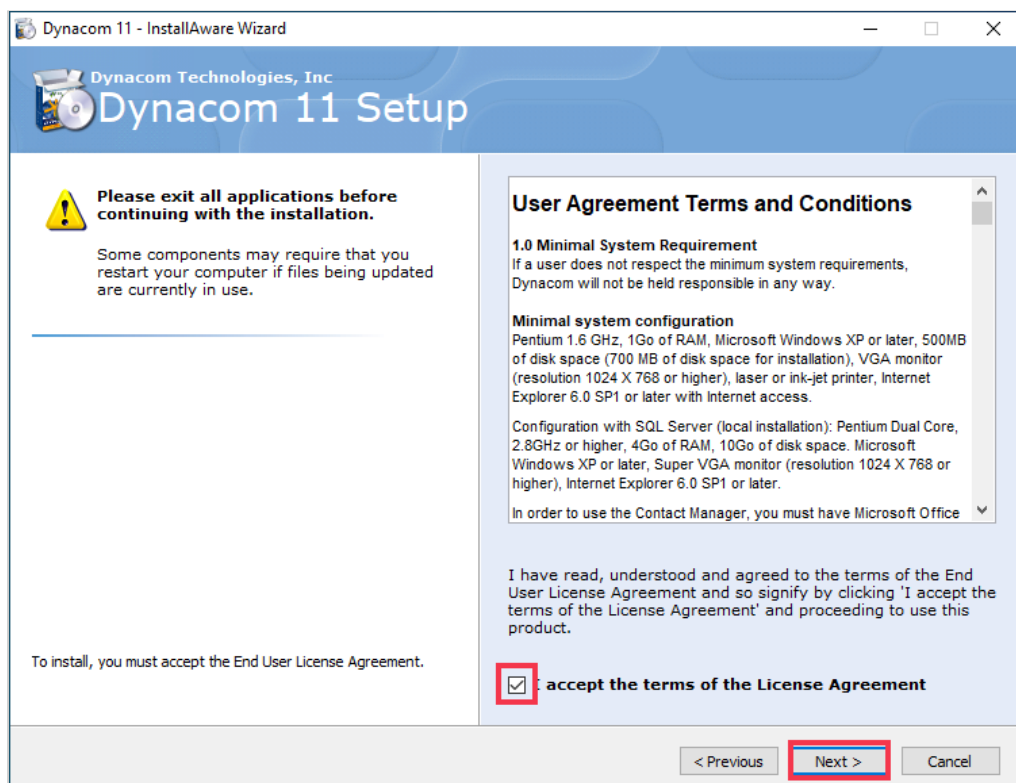 Dynacom 11 - InstallAware Wizard
Dynacom Technologies, Inc
Dynacom 11 Setup
Please exit all applications before
continuing with the installation.
Some components may require that you
restart your computer if files being updated
are currently in use.
To install, you must accept the End User License Agreement.
User Agreement Terms and Conditions
1.0 Minimal System Requirement
If a user does not respect the minimum system requirements,
Dynacom will not be held responsible in any way.
Minimal system configuration
Pentium 1.6 GHz, 1Go of RAM, Microsoft Windows XP or later, 500MB
of disk space (700 MB of disk space for installation), VGA monitor
(resolution 1024 X 768 or higher), laser or ink-jet printer, Internet
Explorer 6.0 SP1 or later with Internet access.
Configuration with SQL Server (local installation): Pentium Dual Core,
2.8GHz or higher, 4Go of RAM, 10Go of disk space. Microsoft
Windows XP or later, Super VGA monitor (resolution 1024 X 768 or
higher), Internet Explorer 6.0 SP1 or later.
In order to use the Contact Manager, you must have Microsoft Office
I have read, understood and agreed to the terms of the End
User License Agreement and so signify by clicking 'I accept the
terms of the License Agreement' and proceeding to use this
product.
I accept the terms of the License Agreement
< Previous
Next >
Cancel